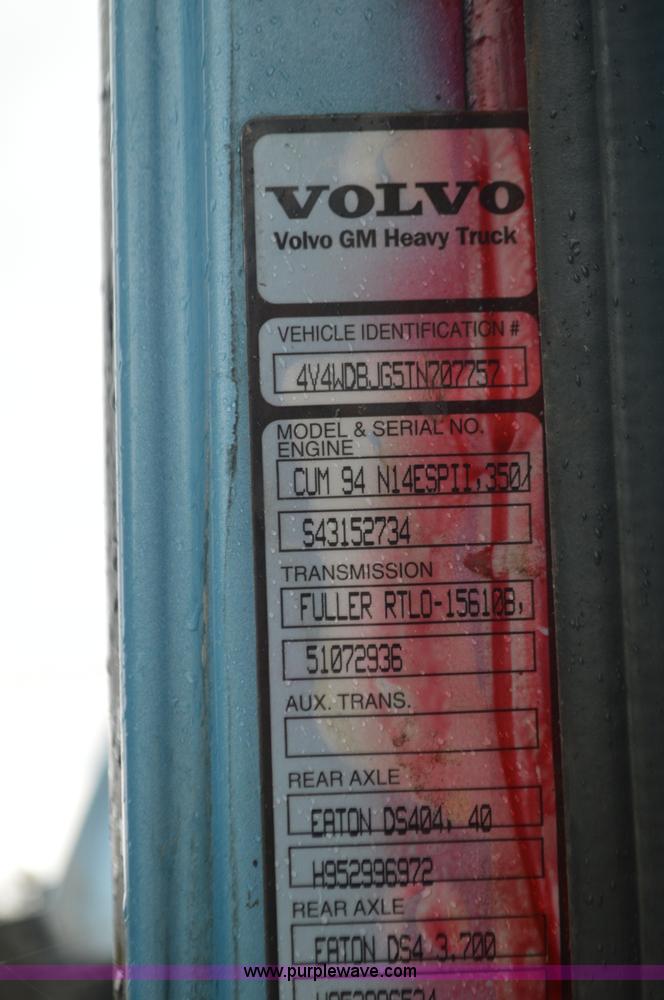 VOLVO
Volvo GM Heavy Truck
VEHICLE IDENTIFICATION #
4V4WDBJG5TN707757
MODEL & SERIAL NO.
ENGINE
CUM 94 N14ESPII,350/
S43152734
TRANSMISSION
FULLER RTLO-15610B,
51072936
AUX. TRANS.
REAR AXLE
EATON DS404, 40
H952996972
REAR AXLE
EATON DS4 3.700
www.purplewave.com